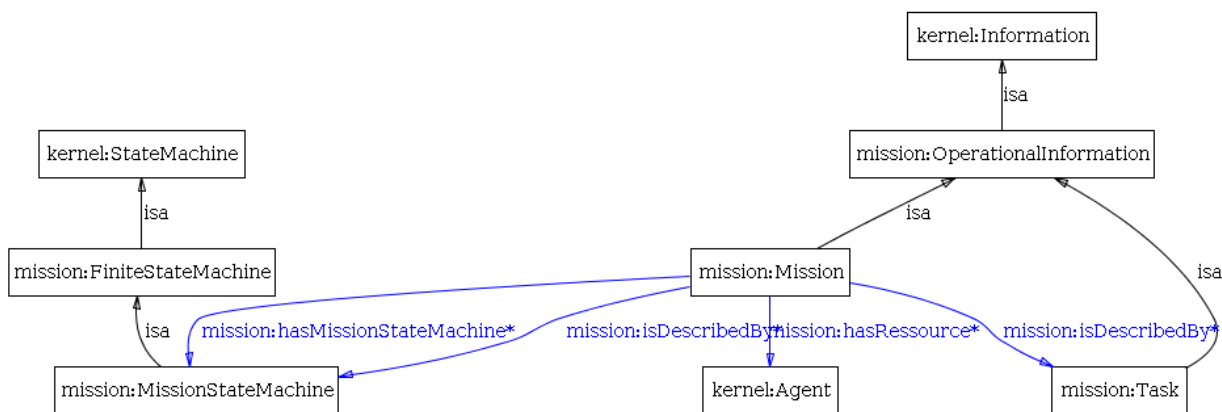 kernel:Information
isa
kernel:StateMachine
mission:OperationalInformation
isa
isa
mission:FiniteStateMachine
mission:Mission
isa
isa
mission:hasMissionStateMachine*
mission:isDescribedBy*
nission:hasRessource*
mission:isDescribedBy*
mission:MissionStateMachine
kernel:Agent
mission:Task